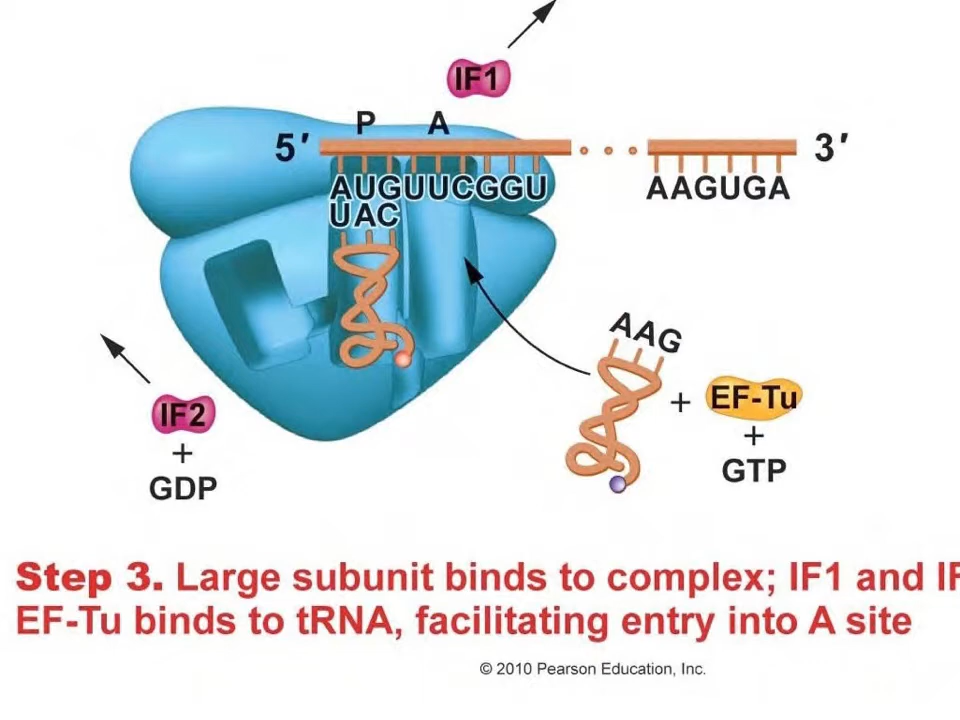 IF1
P A
5′ 3′
AUGUUCGGU AAGUGA
UAC
AAG
IF2
+
GDP
+ EF-Tu
+
GTP
Step 3. Large subunit binds to complex; IF1 and IF
EF-Tu binds to tRNA, facilitating entry into A site
© 2010 Pearson Education, Inc.